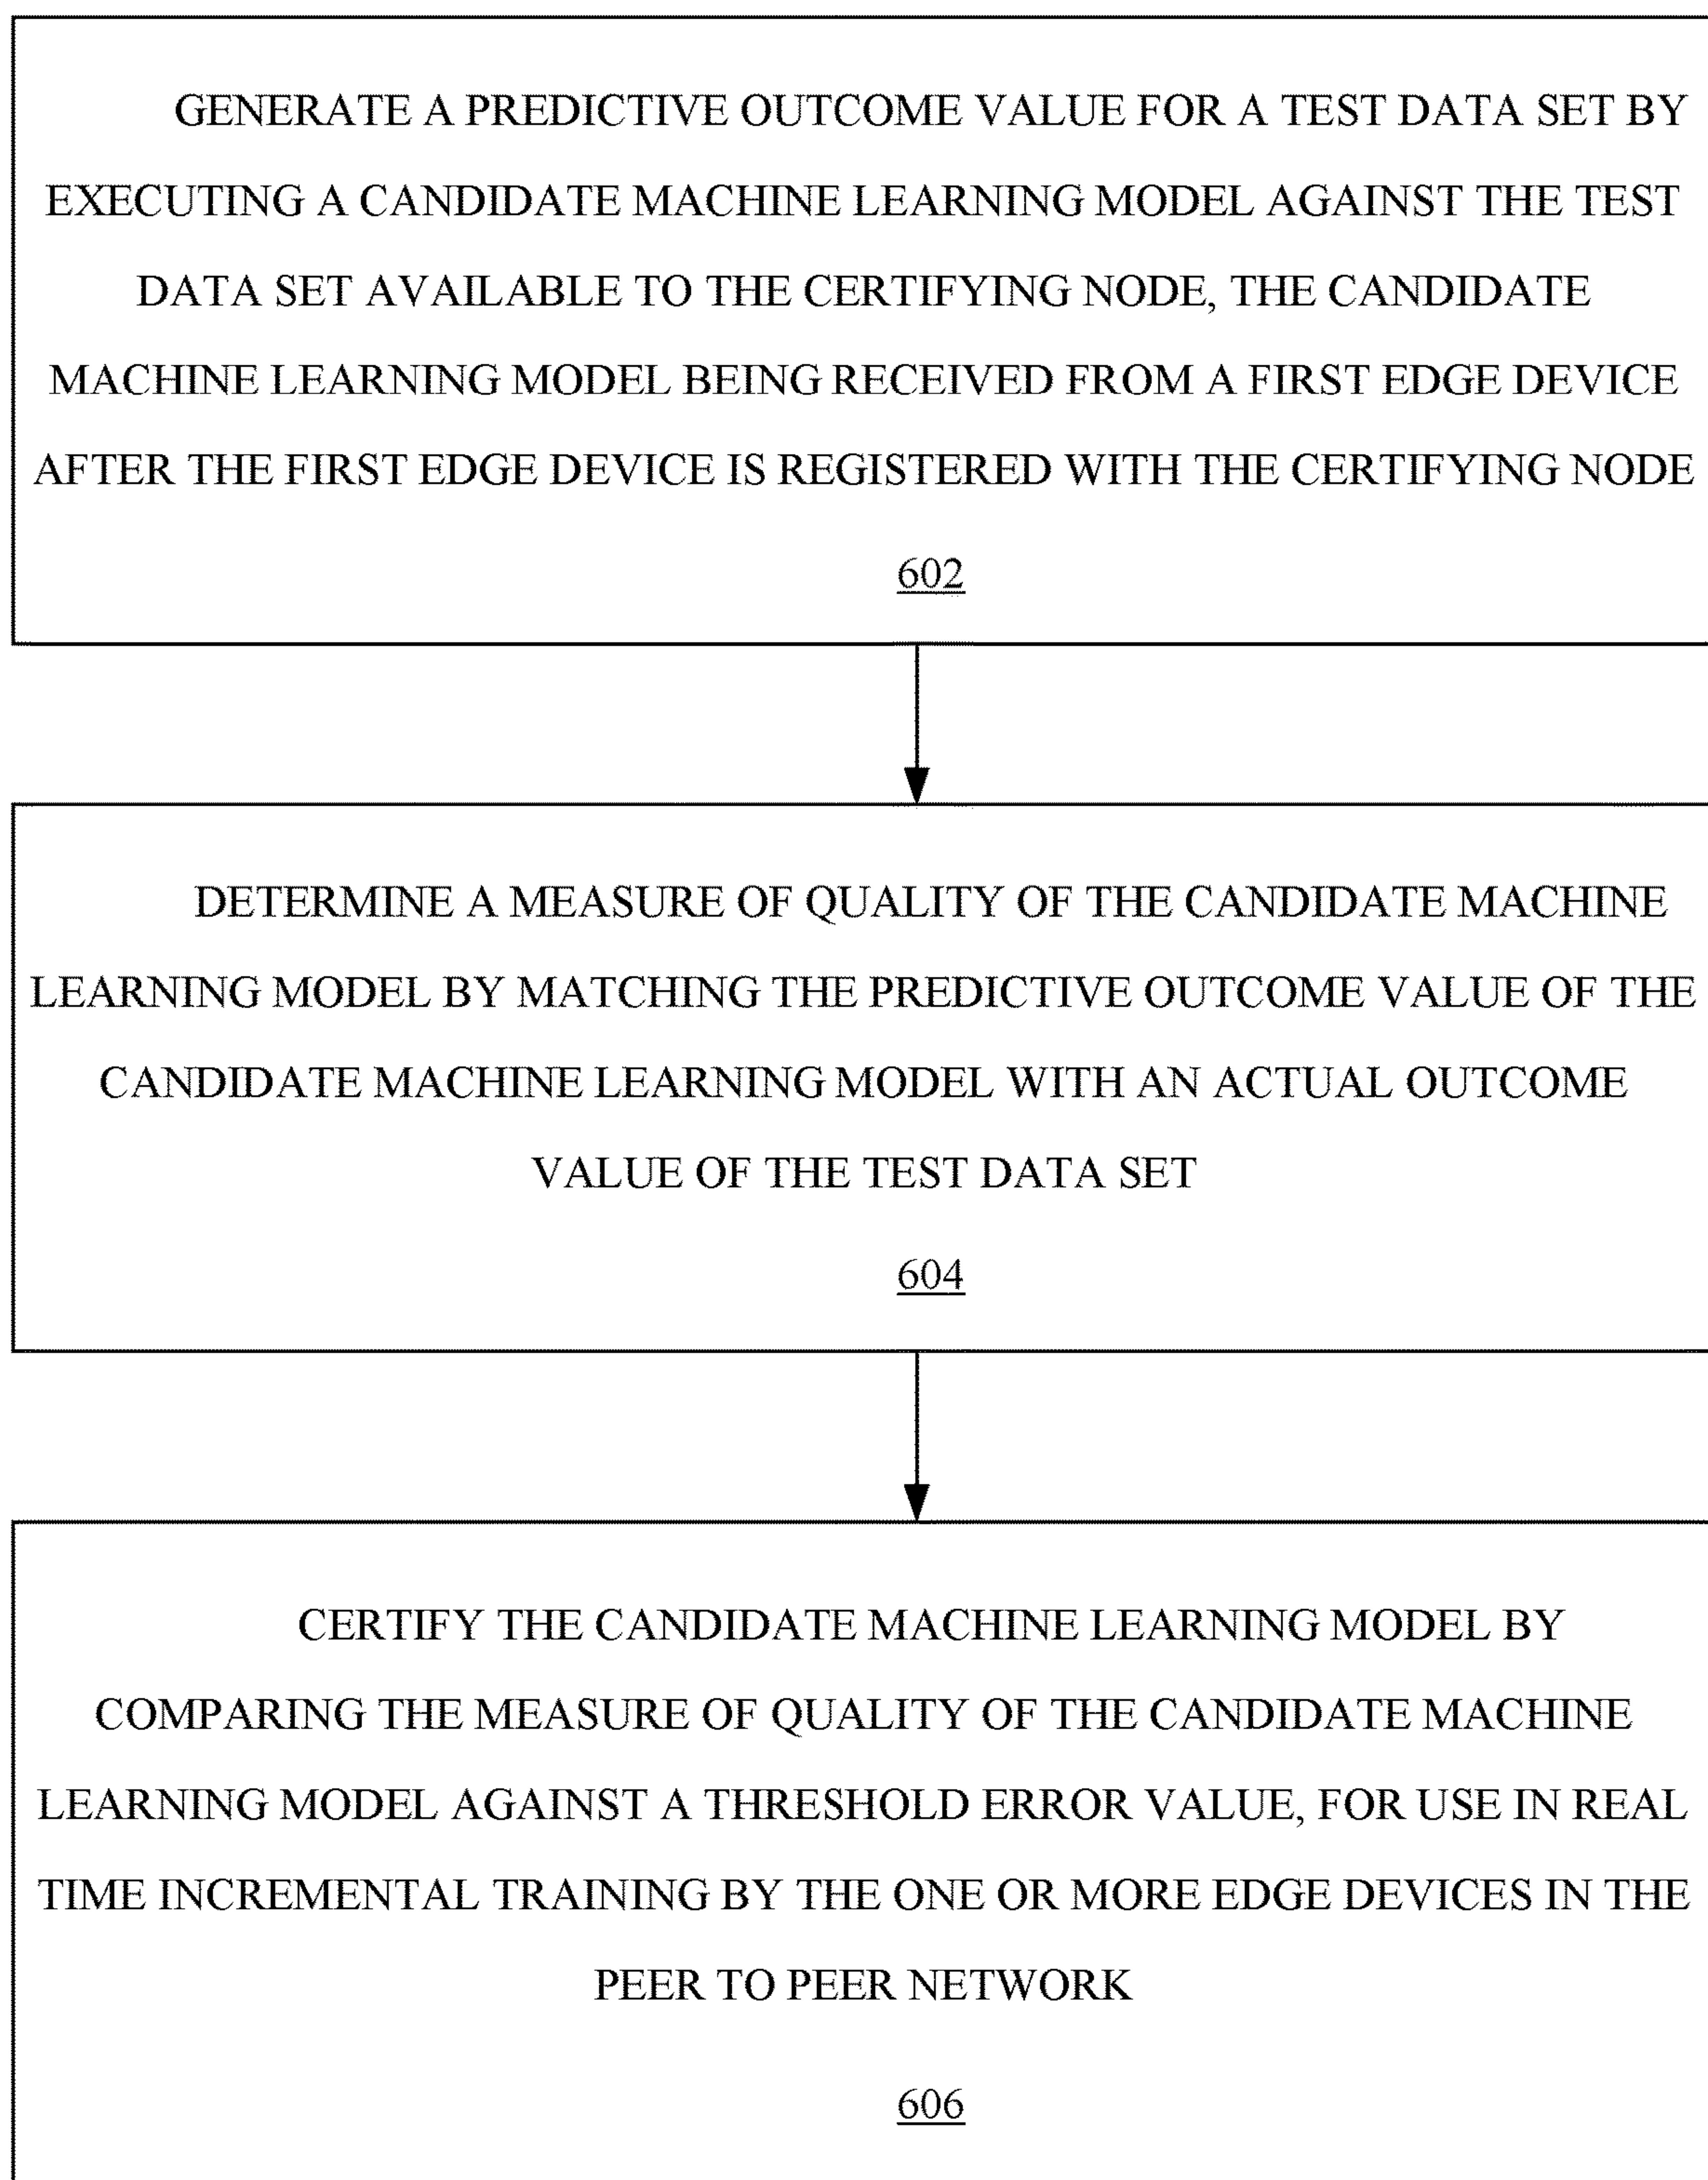 GENERATE A PREDICTIVE OUTCOME VALUE FOR A TEST DATA SET BY
EXECUTING A CANDIDATE MACHINE LEARNING MODEL AGAINST THE TEST
DATA SET AVAILABLE TO THE CERTIFYING NODE, THE CANDIDATE
MACHINE LEARNING MODEL BEING RECEIVED FROM A FIRST EDGE DEVICE
AFTER THE FIRST EDGE DEVICE IS REGISTERED WITH THE CERTIFYING NODE
602
DETERMINE A MEASURE OF QUALITY OF THE CANDIDATE MACHINE
LEARNING MODEL BY MATCHING THE PREDICTIVE OUTCOME VALUE OF THE
CANDIDATE MACHINE LEARNING MODEL WITH AN ACTUAL OUTCOME
VALUE OF THE TEST DATA SET
604
CERTIFY THE CANDIDATE MACHINE LEARNING MODEL BY
COMPARING THE MEASURE OF QUALITY OF THE CANDIDATE MACHINE
LEARNING MODEL AGAINST A THRESHOLD ERROR VALUE, FOR USE IN REAL
TIME INCREMENTAL TRAINING BY THE ONE OR MORE EDGE DEVICES IN THE
PEER TO PEER NETWORK
606